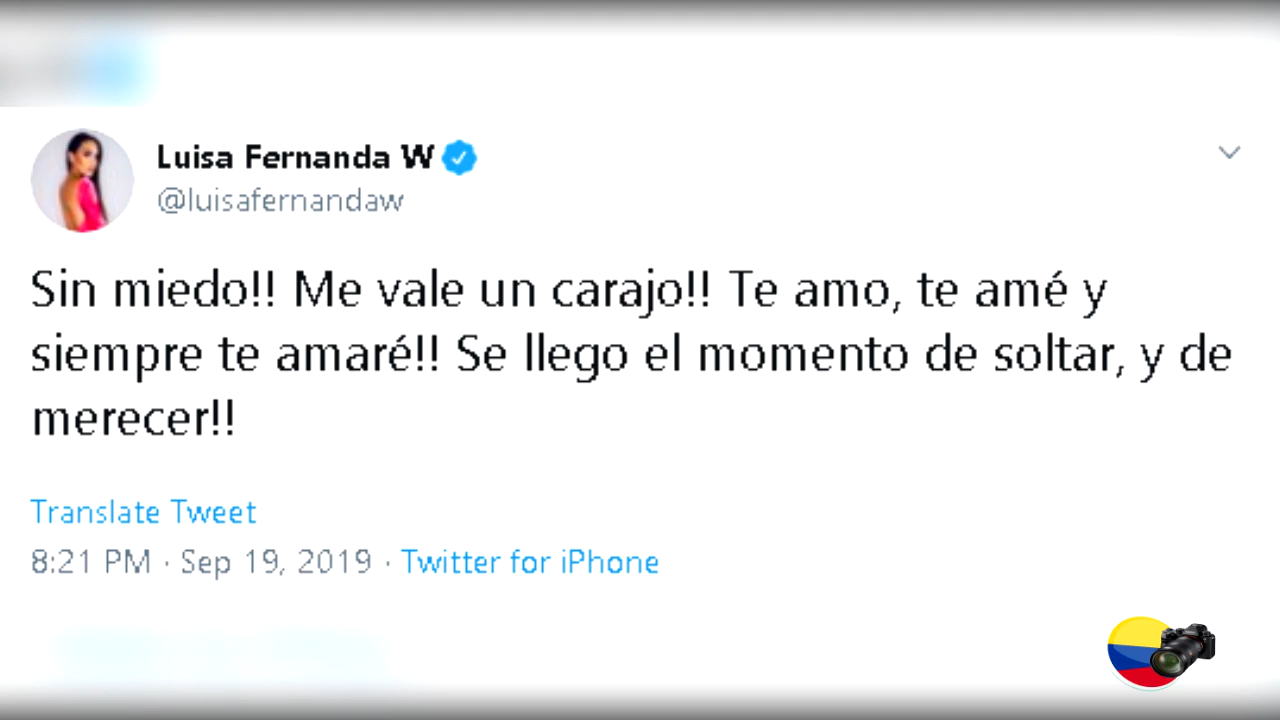 Luisa Fernanda W
@luisafernandaw
Sin miedo!! Me vale un carajo!! Te amo, te amé y
siempre te amaré!! Se llego el momento de soltar, y de
merecer!!
Translate Tweet
8:21 PM · Sep 19, 2019 · Twitter for iPhone